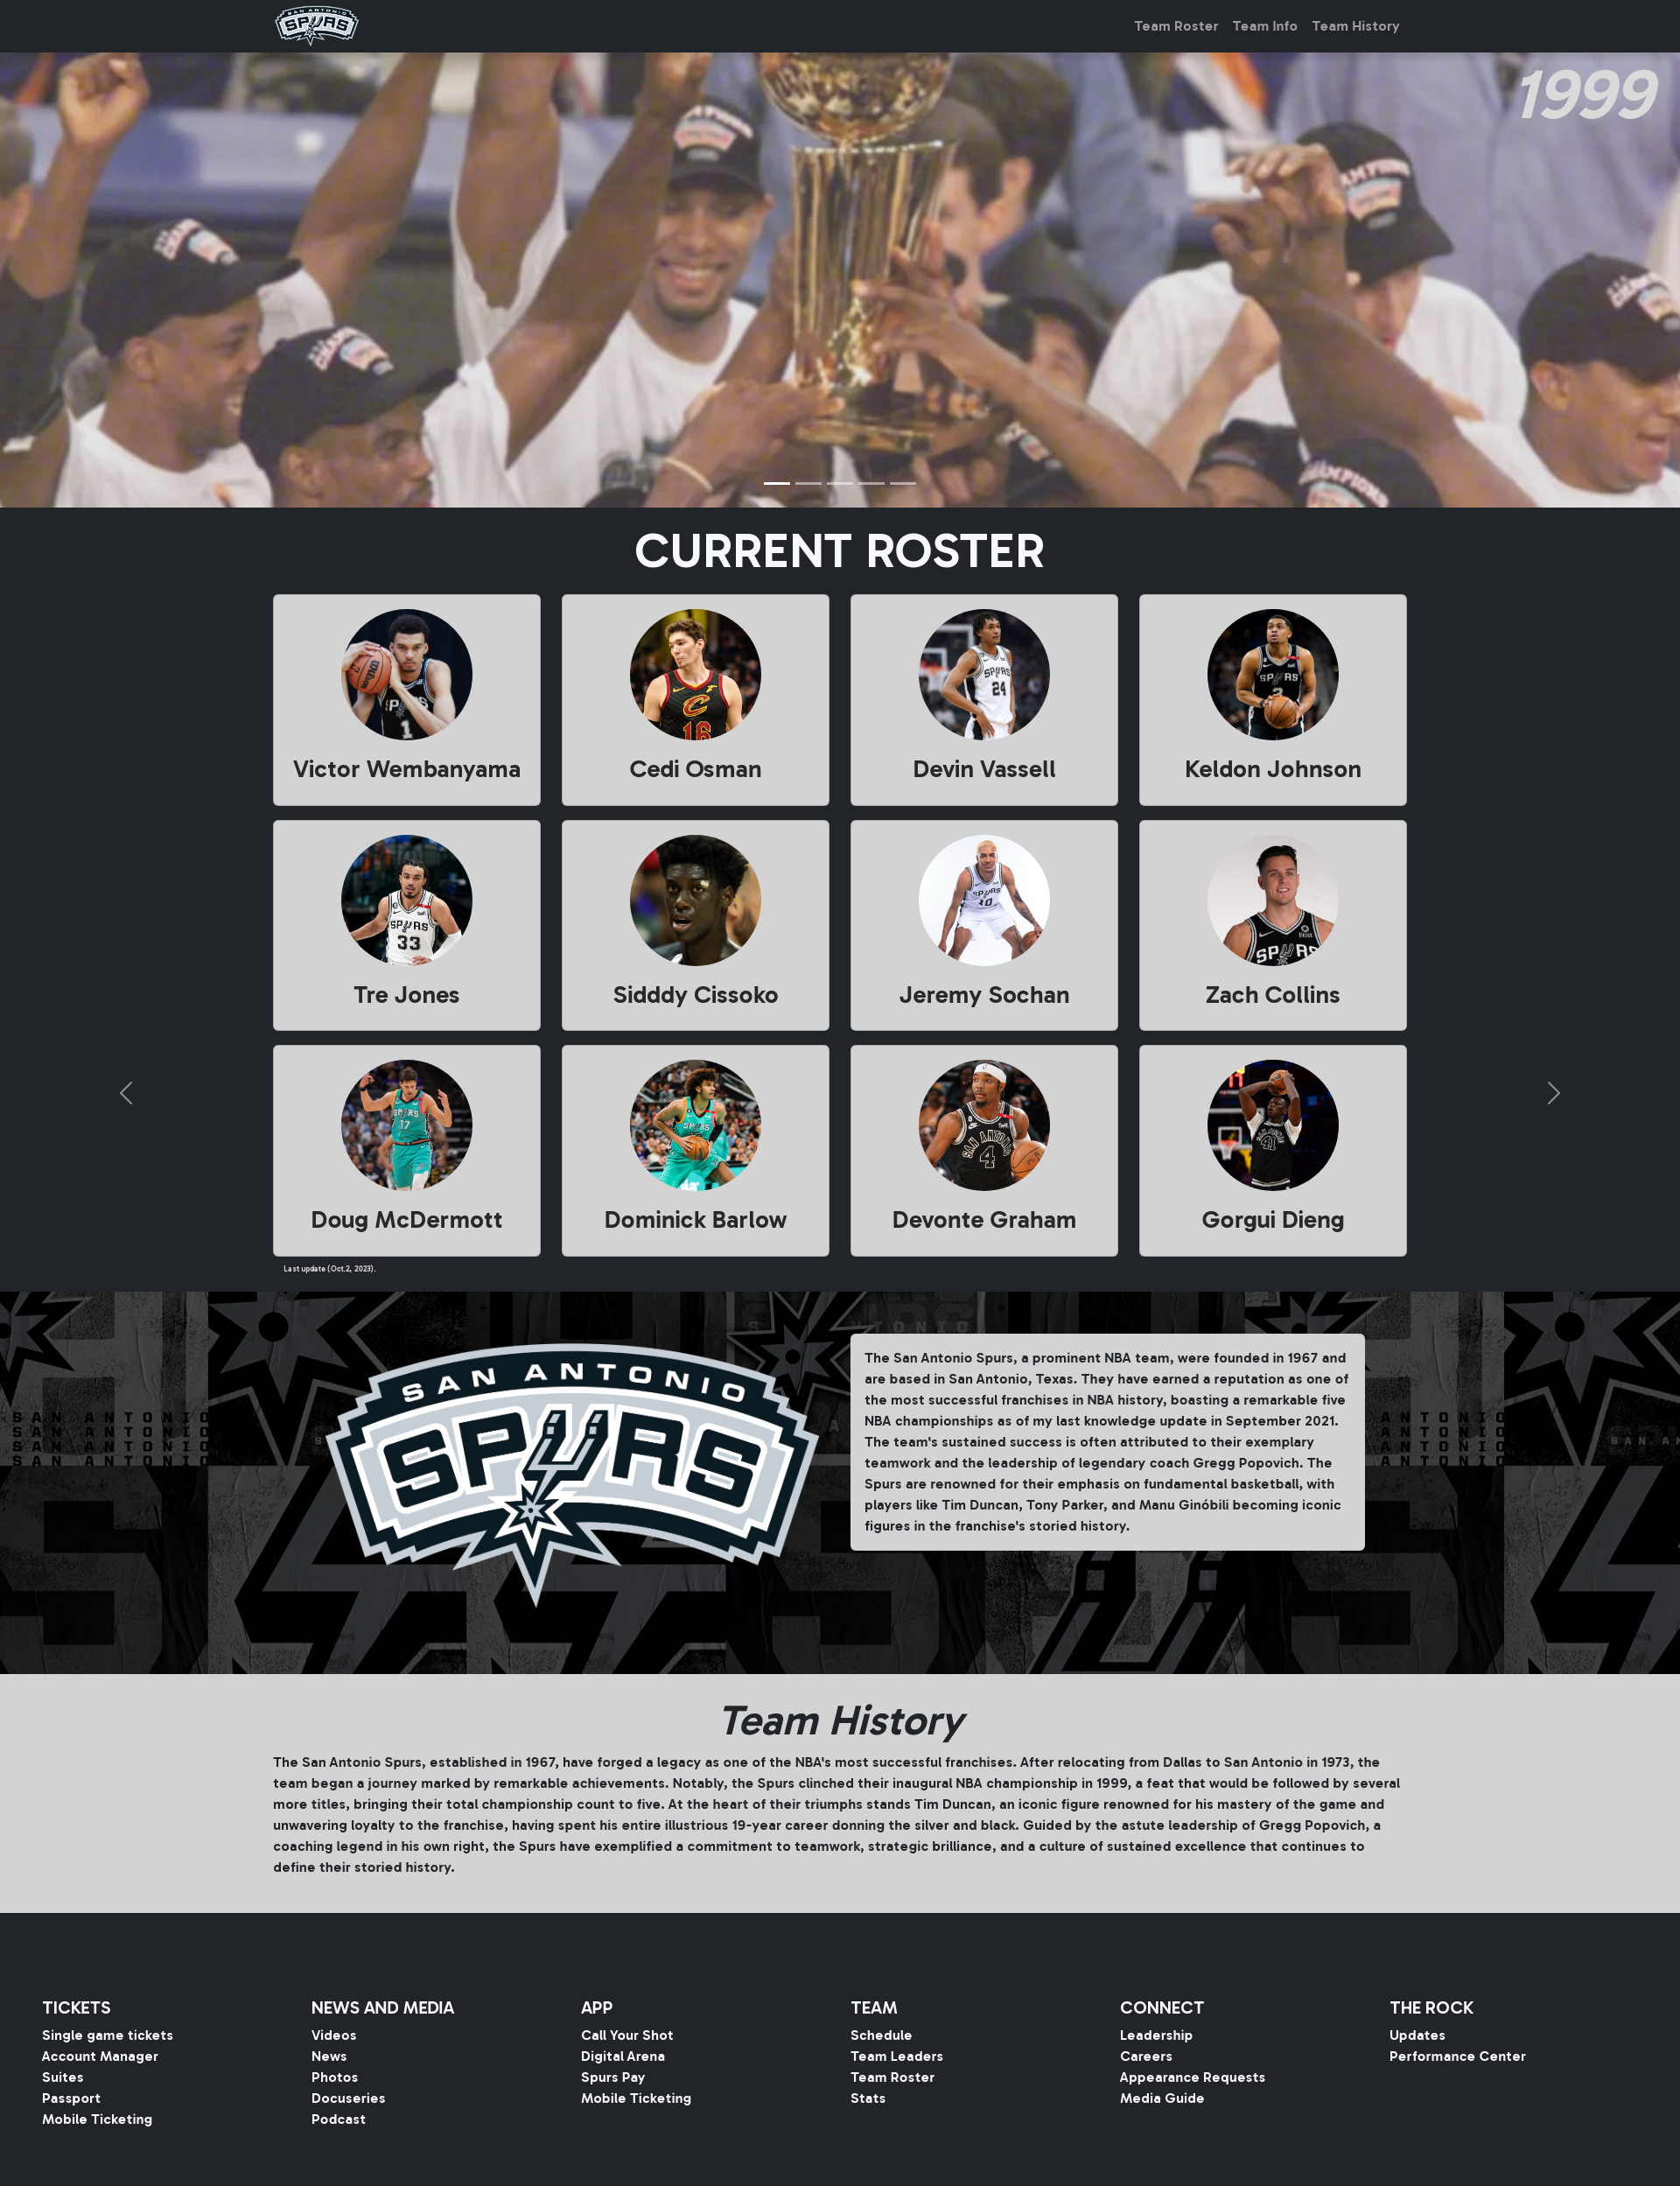 SAN ANTONIO
SPURS
Team Roster Team Info Team History
1999
CURRENT ROSTER
Victor Wembanyama
Cedi Osman
Devin Vassell
Keldon Johnson
Tre Jones
Sidddy Cissoko
Jeremy Sochan
Zach Collins
Doug McDermott
Dominick Barlow
Devonte Graham
Gorgui Dieng
Last update (Oct.2, 2023).
SAN ANTONIO
SPURS
The San Antonio Spurs, a prominent NBA team, were founded in 1967 and
are based in San Antonio, Texas. They have earned a reputation as one of
the most successful franchises in NBA history, boasting a remarkable five
NBA championships as of my last knowledge update in September 2021.
The team's sustained success is often attributed to their exemplary
teamwork and the leadership of legendary coach Gregg Popovich. The
Spurs are renowned for their emphasis on fundamental basketball, with
players like Tim Duncan, Tony Parker, and Manu Ginóbili becoming iconic
figures in the franchise's storied history.
Team History
The San Antonio Spurs, established in 1967, have forged a legacy as one of the NBA's most successful franchises. After relocating from Dallas to San Antonio in 1973, the
team began a journey marked by remarkable achievements. Notably, the Spurs clinched their inaugural NBA championship in 1999, a feat that would be followed by several
more titles, bringing their total championship count to five. At the heart of their triumphs stands Tim Duncan, an iconic figure renowned for his mastery of the game and
unwavering loyalty to the franchise, having spent his entire illustrious 19-year career donning the silver and black. Guided by the astute leadership of Gregg Popovich, a
coaching legend in his own right, the Spurs have exemplified a commitment to teamwork, strategic brilliance, and a culture of sustained excellence that continues to
define their storied history.
TICKETS
Single game tickets
Account Manager
Suites
Passport
Mobile Ticketing
NEWS AND MEDIA
Videos
News
Photos
Docuseries
Podcast
APP
Call Your Shot
Digital Arena
Spurs Pay
Mobile Ticketing
TEAM
Schedule
Team Leaders
Team Roster
Stats
CONNECT
Leadership
Careers
Appearance Requests
Media Guide
THE ROCK
Updates
Performance Center